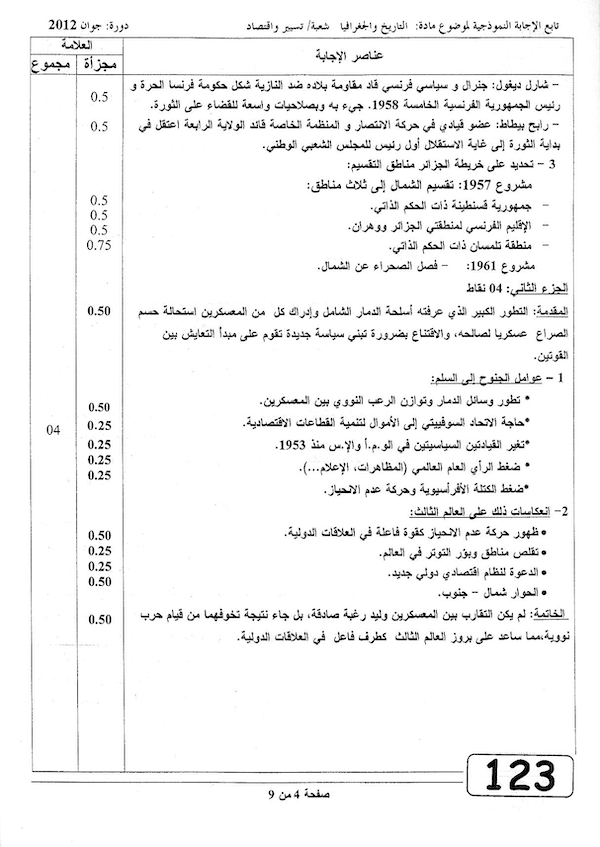 تابع الإجابة النموذجية لموضوع مادة: التاريخ والجغرافيا شعبة/ تسيير واقتصاد دورة: جوان 2012
عناصر الإجابة
العلامة
مجزأة
مجموع
– شارل ديغول: جنرال و سياسي فرنسي قاد مقاومة بلاده ضد النازية شكل حكومة فرنسا الحرة و
رئيس الجمهورية الفرنسية الخامسة 1958. جيء به وبصلاحيات واسعة للقضاء على الثورة.
0.5
– رابح بيطاط: عضو قيادي في حركة الانتصار و المنظمة الخاصة قائد الولاية الرابعة اعتقل في
0.5
بداية الثورة إلى غاية الاستقلال أول رئيس للمجلس الشعبي الوطني.
3 – تحديد على خريطة الجزائر مناطق التقسيم:
مشروع 1957: تقسيم الشمال إلى ثلاث مناطق:
– جمهورية قسنطينة ذات الحكم الذاتي.
0.5
– الإقليم الفرنسي لمنطقتي الجزائر ووهران.
0.5
– منطقة تلمسان ذات الحكم الذاتي.
0.5
0.75
مشروع 1961: – فصل الصحراء عن الشمال.
الجزء الثاني: 04 نقاط
المقدمة: التطور الكبير الذي عرفته أسلحة الدمار الشامل وإدراك كل من المعسكرين استحالة حسم
0.50
الصراع عسكريا لصالحه، والاقتناع بضرورة تبني سياسة جديدة تقوم على مبدأ التعايش بين
القوتين.
1 – عوامل الجنوح إلى السلم:
* تطور وسائل الدمار وتوازن الرعب النووي بين المعسكرين.
0.50
*حاجة الاتحاد السوفييتي إلى الأموال لتنمية القطاعات الاقتصادية.
0.25
04
*تغير القيادتين السياسيتين في الو.م.أ والإ.س منذ 1953.
0.25
* ضغط الرأي العام العالمي (المظاهرات، الإعلام...).
0.25
*ضغط الكتلة الأفرآسيوية وحركة عدم الانحياز.
0.25
2– إنعكاسات ذلك على العالم الثالث:
• ظهور حركة عدم الانحياز كقوة فاعلة في العلاقات الدولية.
0.50
• تقلص مناطق وبؤر التوتر في العالم.
0.25
• الدعوة لنظام اقتصادي دولي جديد.
0.25
• الحوار شمال – جنوب.
0.50
الخاتمة: لم يكن التقارب بين المعسكرين وليد رغبة صادقة، بل جاء نتيجة تخوفهما من قيام حرب
0.50
نووية،مما ساعد على بروز العالم الثالث كطرف فاعل في العلاقات الدولية.
123
صفحة 4 من 9